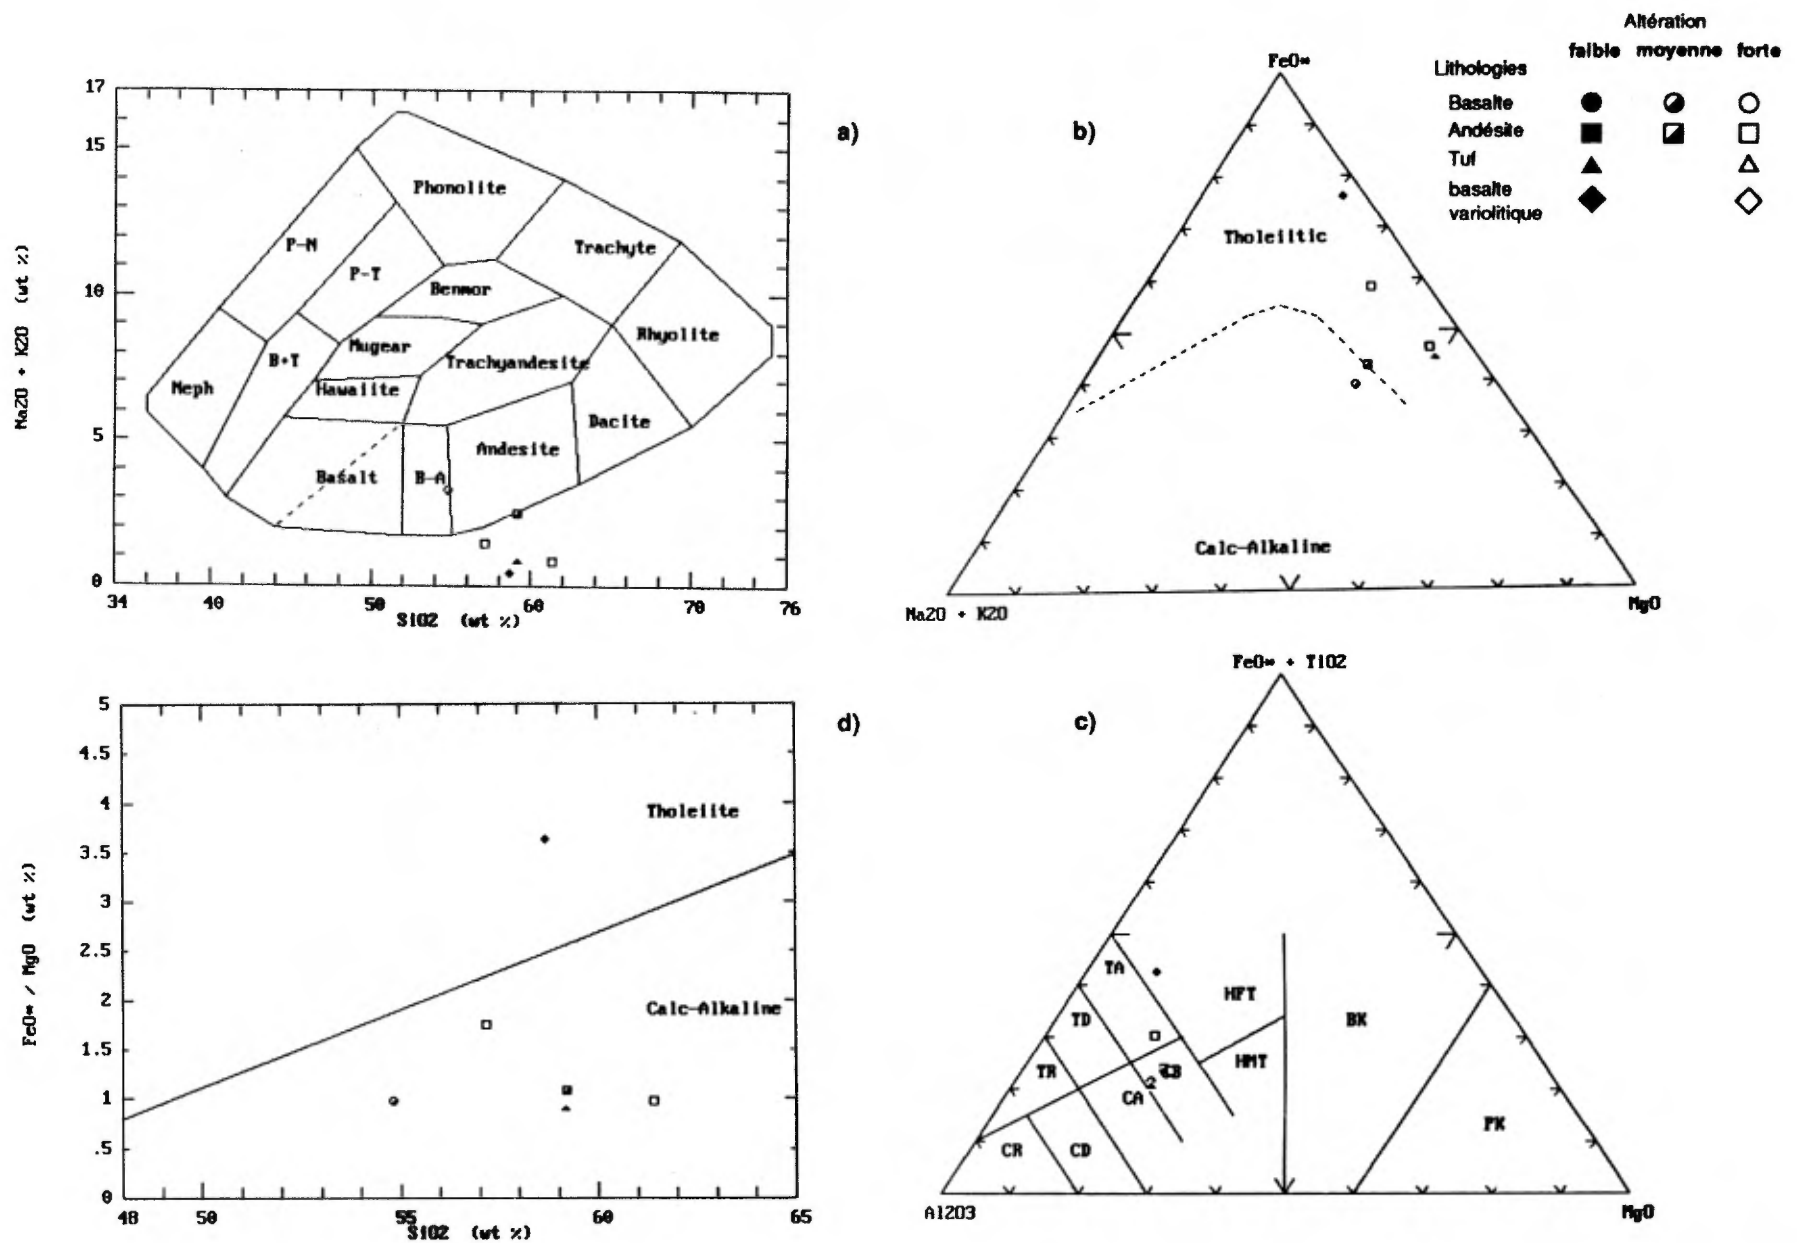 Altération
faible moyenne forte
Lithologies
Basalte
Andésite
Tuf
basalte
variolitique
a)
17
15
10
5
0
Na2O + K2O (wt %)
Phonolite
P-N
P-T
Trachyte
Benmor
Rhyolite
Mugear
B+T
Trachyandesite
Neph
Hawaiite
Dacite
Andesite
Basalt
B-A
34 40 50 60 70 76
SiO2 (wt %)
b)
FeO*
Tholeiitic
Calc-Alkaline
Na2O + K2O
MgO
d)
5
4.5
4
3.5
3
2.5
2
1.5
1
.5
0
FeO* / MgO (wt %)
Tholeiite
Calc-Alkaline
48 50 55 60 65
SiO2 (wt %)
c)
FeO* + TiO2
TA
HFT
TD
BK
TR
HMT
CB
2
CA
PK
CR
CD
Al2O3
MgO